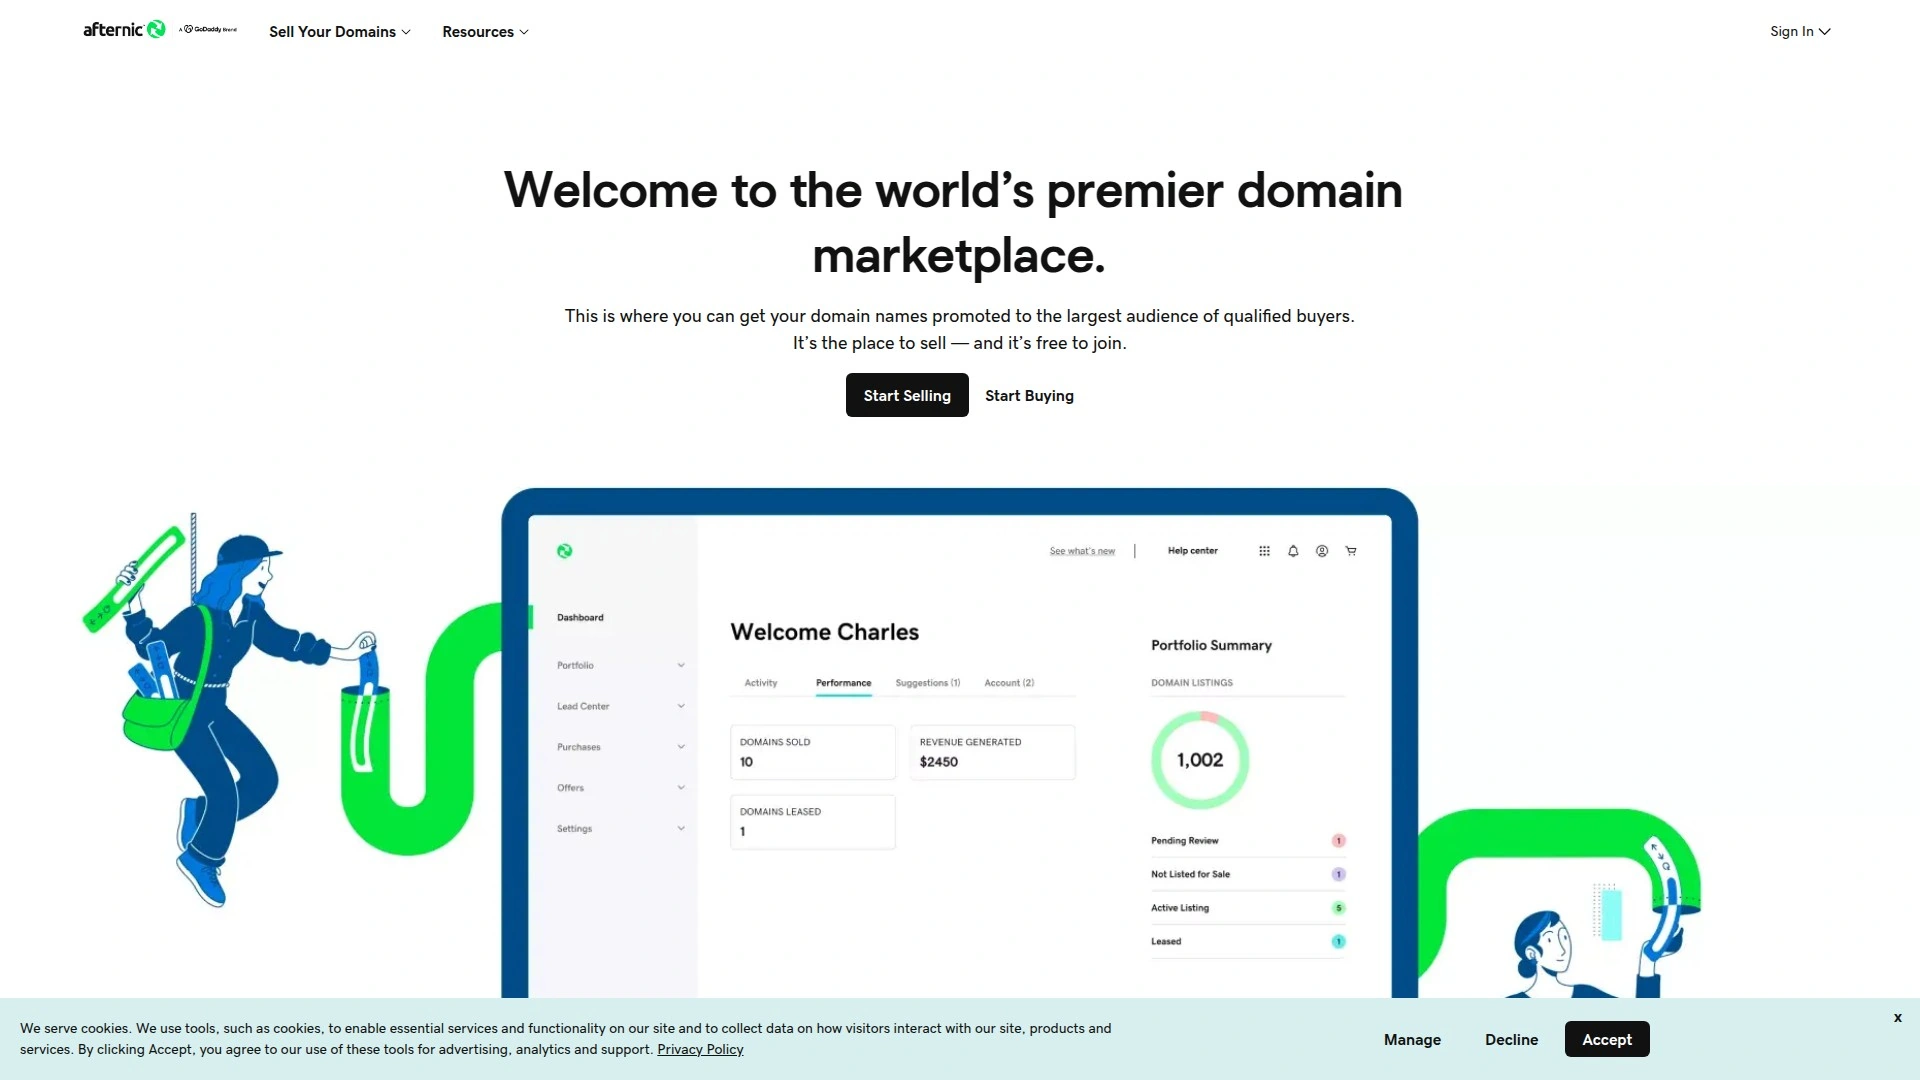 afternic
A GoDaddy Brand
Sell Your Domains
Resources
Sign In
Welcome to the world’s premier domain
marketplace.
This is where you can get your domain names promoted to the largest audience of qualified buyers.
It’s the place to sell — and it’s free to join.
Start Selling
Start Buying
See what's new
Help center
Dashboard
Portfolio
Lead Center
Purchases
Offers
Settings
Welcome Charles
Activity
Performance
Suggestions (1)
Account (2)
DOMAINS SOLD
10
REVENUE GENERATED
$2450
DOMAINS LEASED
1
Portfolio Summary
DOMAIN LISTINGS
1,002
Pending Review
1
Not Listed for Sale
1
Active Listing
5
Leased
1
We serve cookies. We use tools, such as cookies, to enable essential services and functionality on our site and to collect data on how visitors interact with our site, products and
services. By clicking Accept, you agree to our use of these tools for advertising, analytics and support. Privacy Policy
Manage
Decline
Accept
x